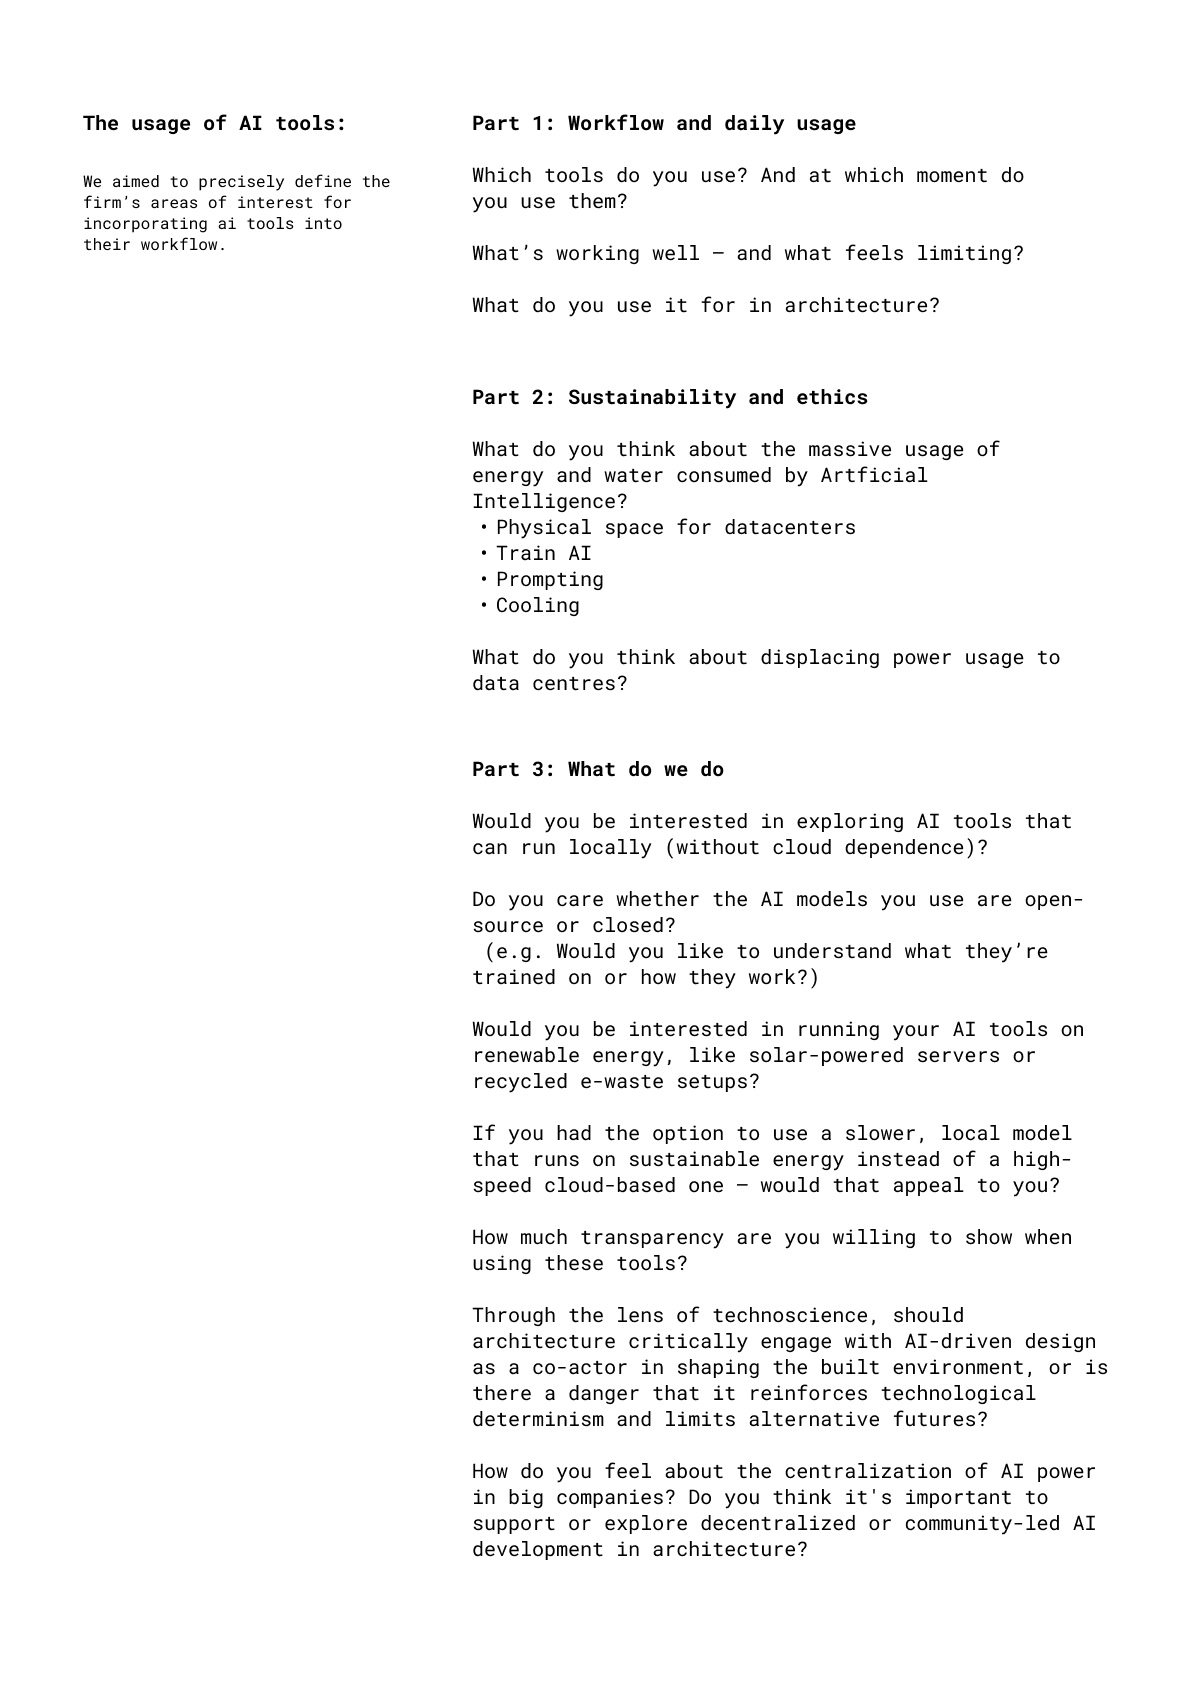 The usage of AI tools:
We aimed to precisely define the
firm’s areas of interest for
incorporating ai tools into
their workflow.
Part 1: Workflow and daily usage
Which tools do you use? And at which moment do
you use them?
What’s working well — and what feels limiting?
What do you use it for in architecture?
Part 2: Sustainability and ethics
What do you think about the massive usage of
energy and water consumed by Artficial
Intelligence?
• Physical space for datacenters
• Train AI
• Prompting
• Cooling
What do you think about displacing power usage to
data centres?
Part 3: What do we do
Would you be interested in exploring AI tools that
can run locally (without cloud dependence)?
Do you care whether the AI models you use are open-
source or closed?
(e.g. Would you like to understand what they’re
trained on or how they work?)
Would you be interested in running your AI tools on
renewable energy, like solar-powered servers or
recycled e-waste setups?
If you had the option to use a slower, local model
that runs on sustainable energy instead of a high-
speed cloud-based one — would that appeal to you?
How much transparency are you willing to show when
using these tools?
Through the lens of technoscience, should
architecture critically engage with AI-driven design
as a co-actor in shaping the built environment, or is
there a danger that it reinforces technological
determinism and limits alternative futures?
How do you feel about the centralization of AI power
in big companies? Do you think it's important to
support or explore decentralized or community-led AI
development in architecture?